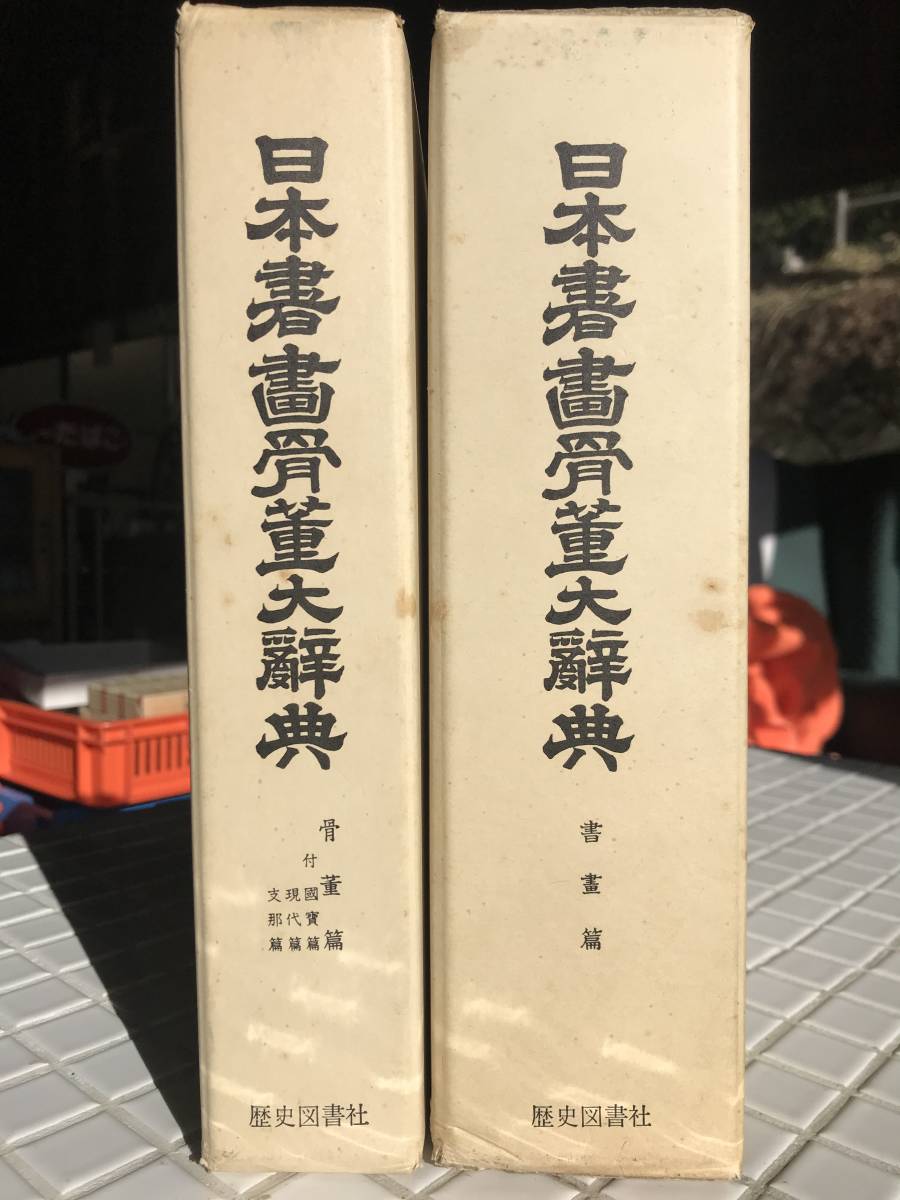 日本書畫骨董大辭典
骨董篇
付
國寶篇
現代篇
支那篇
歴史図書社
日本書畫骨董大辭典
書畫篇
歴史図書社